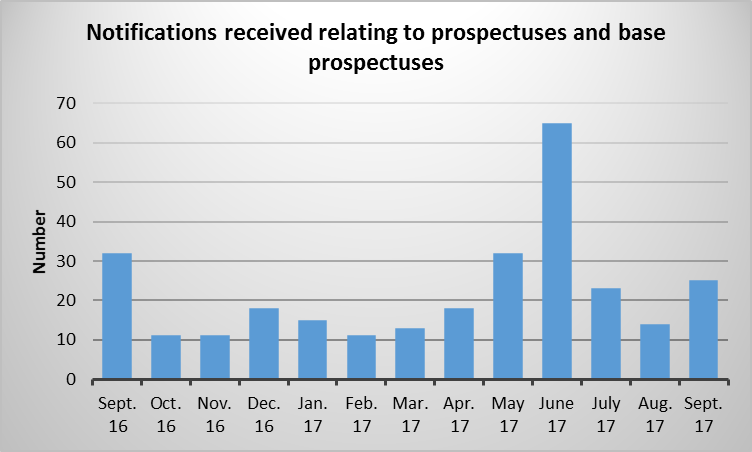 Notifications received relating to prospectuses and base
prospectuses
70
60
50
40
30
20
10
0
Number
Sept. Oct. Nov. Dec. Jan. Feb. Mar. Apr. May June July Aug. Sept.
16 16 16 16 17 17 17 17 17 17 17 17 17